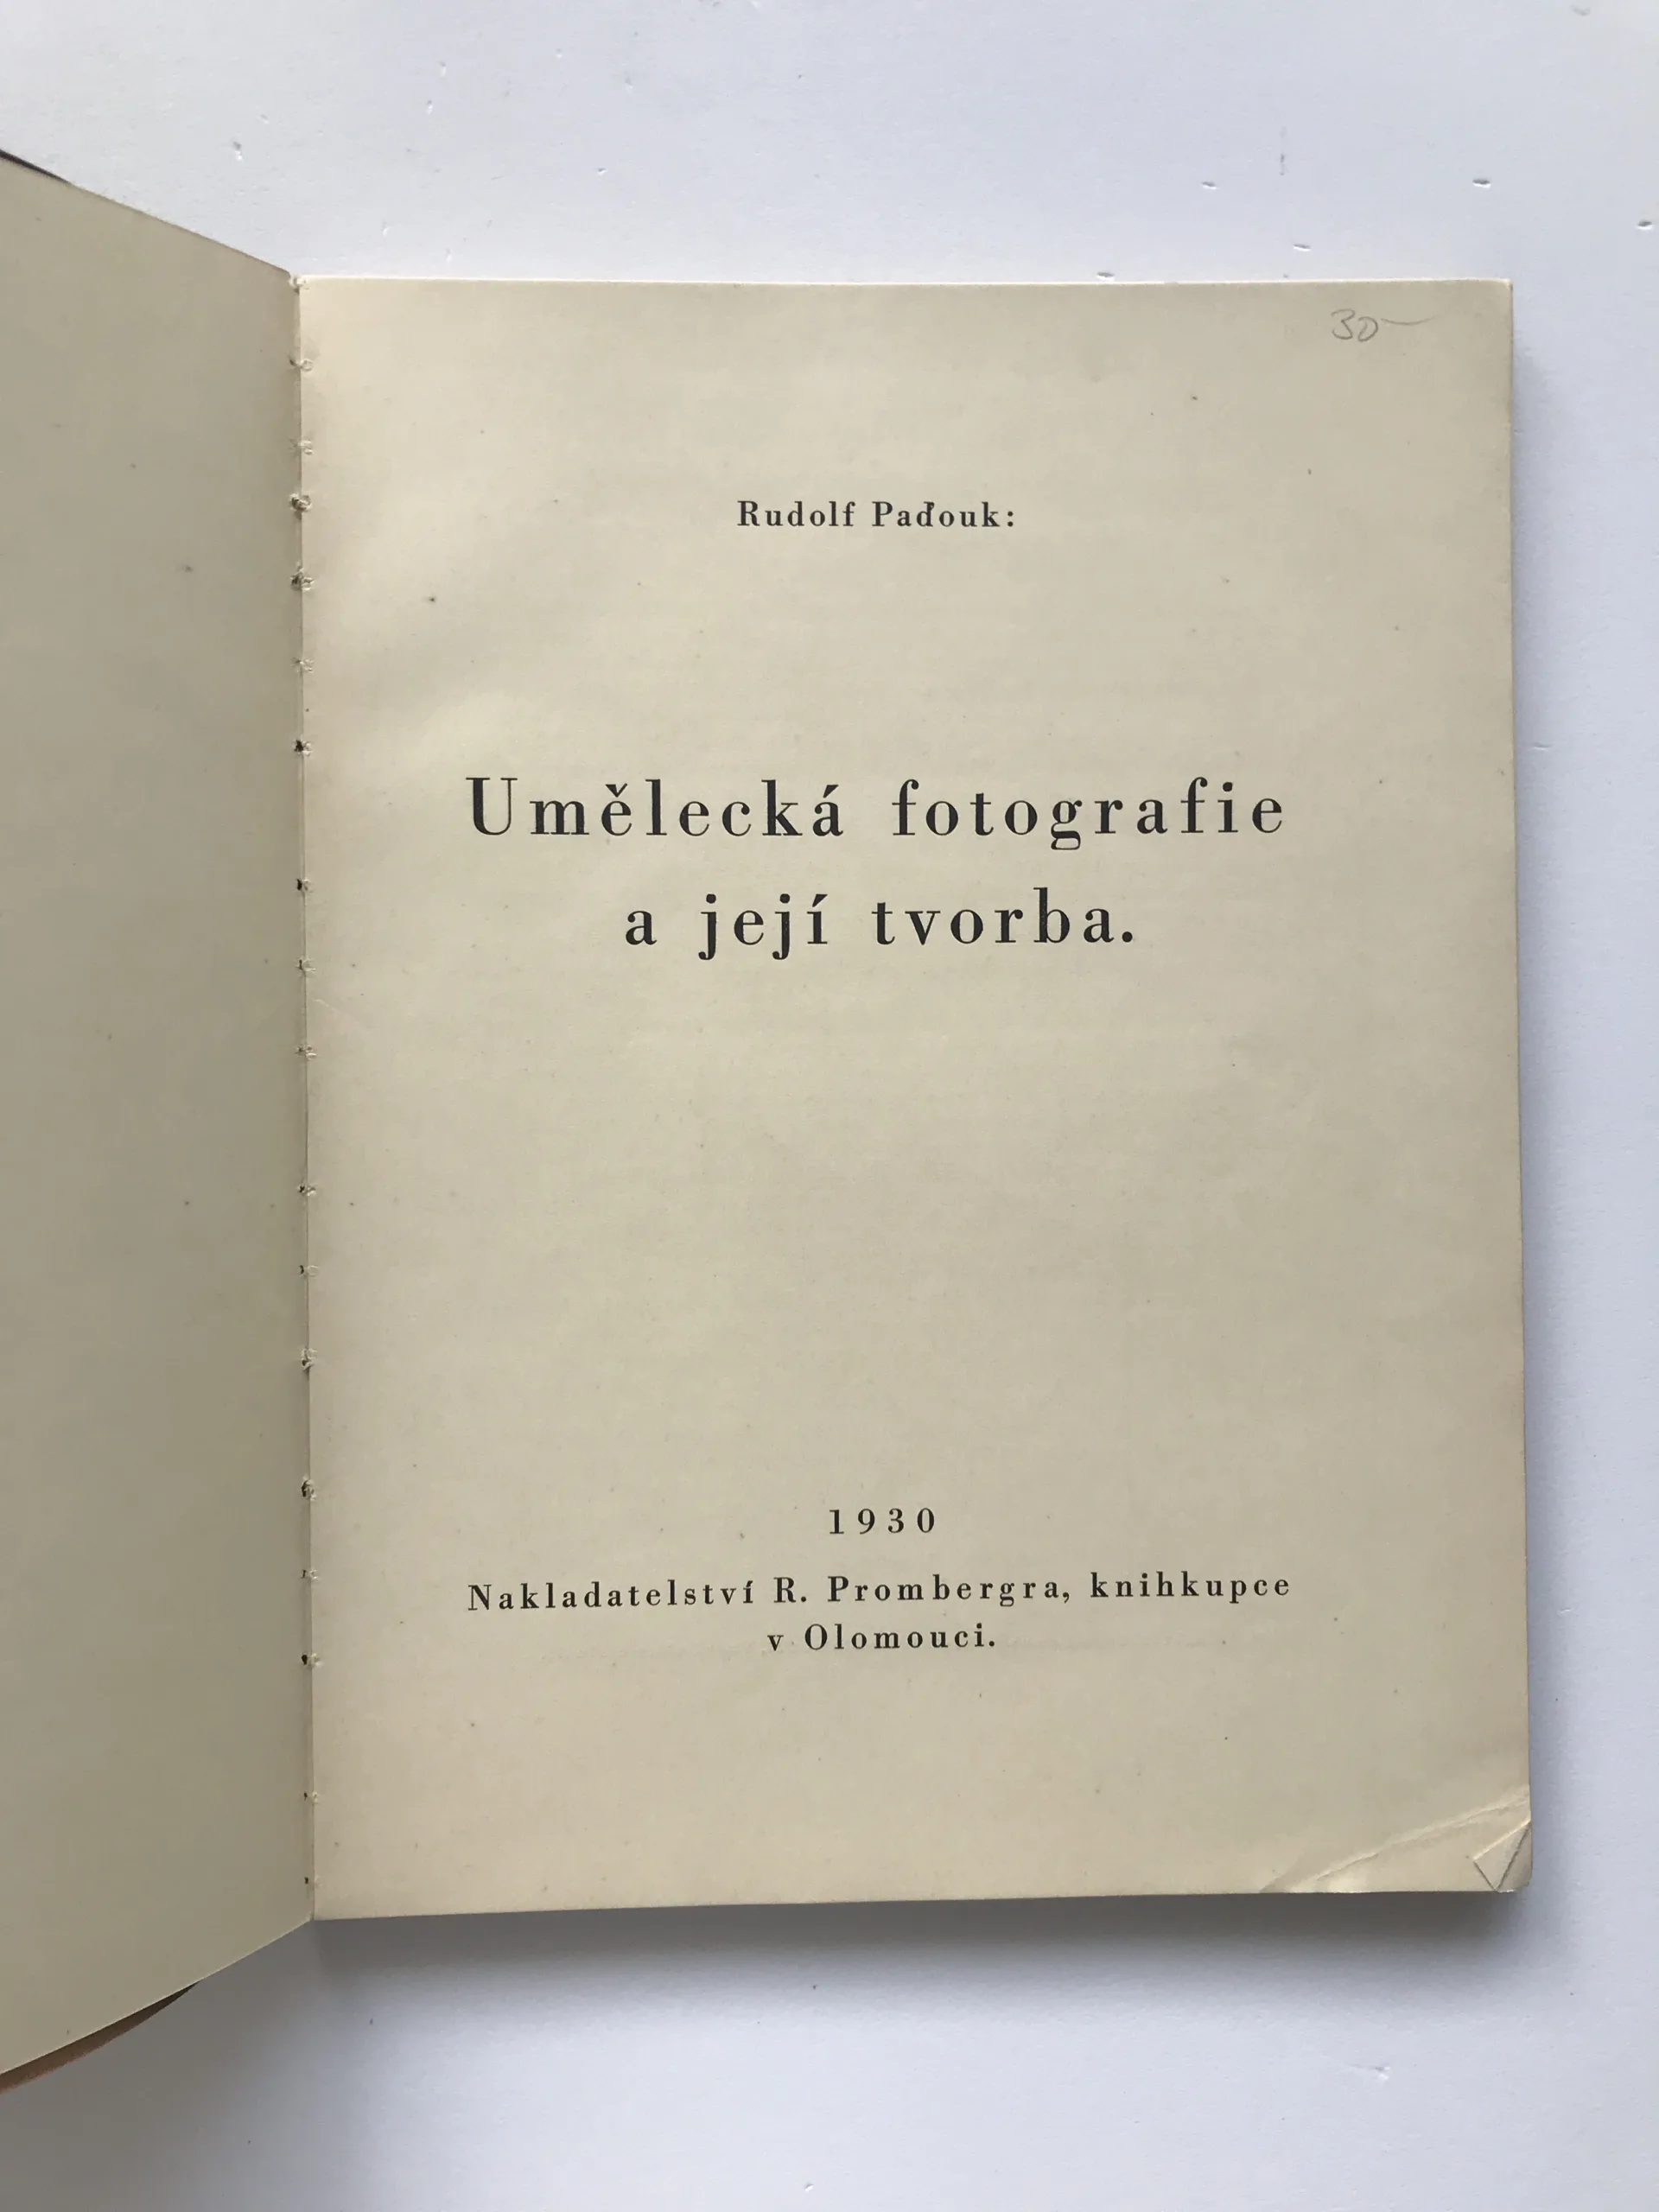 30-
Rudolf Paďouk:
Umělecká fotografie
a její tvorba.
1930
Nakladatelství R. Prombergra, knihkupce
v Olomouci.